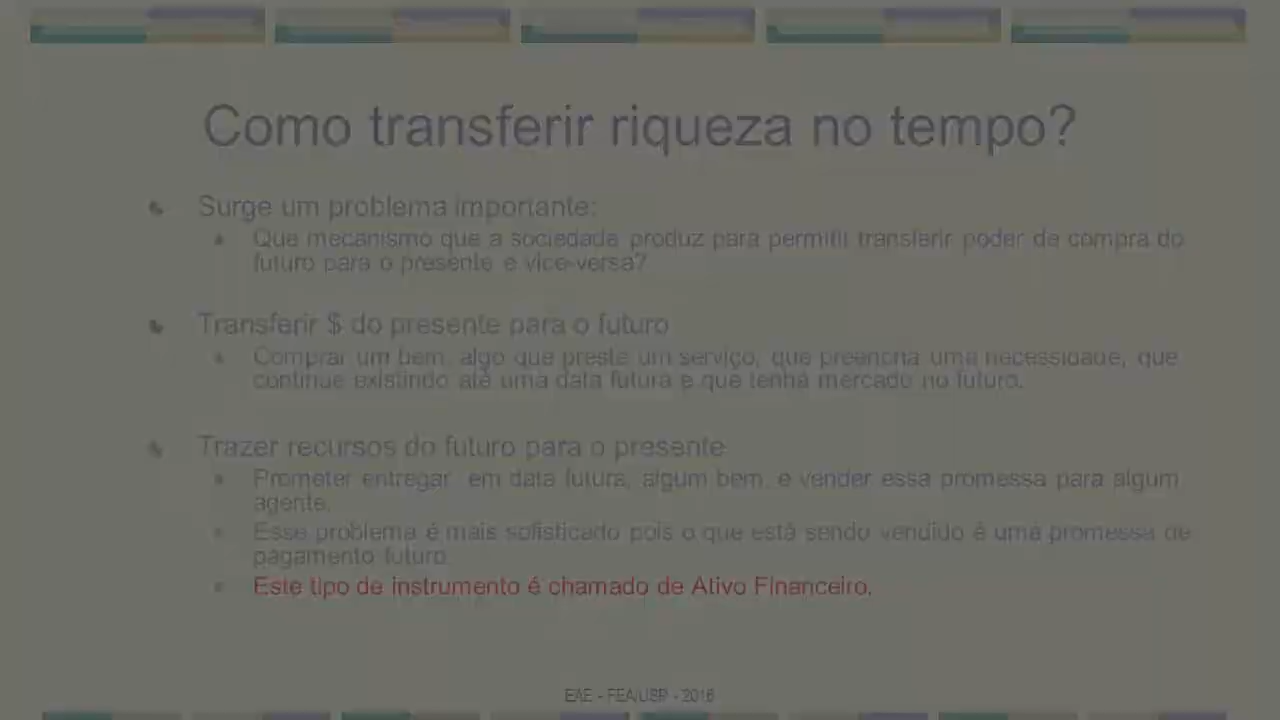 Como transferir riqueza no tempo?
Surge um problema importante:
Que mecanismo que a sociedade produz para permitir transferir poder de compra do
futuro para o presente e vice-versa?
Transferir $ do presente para o futuro
Comprar um bem, algo que preste um serviço, que preencha uma necessidade, que
continue existindo até uma data futura e que tenha mercado no futuro.
Trazer recursos do futuro para o presente
Prometer entregar, em data futura, algum bem, e vender essa promessa para algum
agente.
Esse problema é mais sofisticado pois o que está sendo vendido é uma promessa de
pagamento futuro.
Este tipo de instrumento é chamado de Ativo Financeiro.
EAE - FEA/USP - 2016